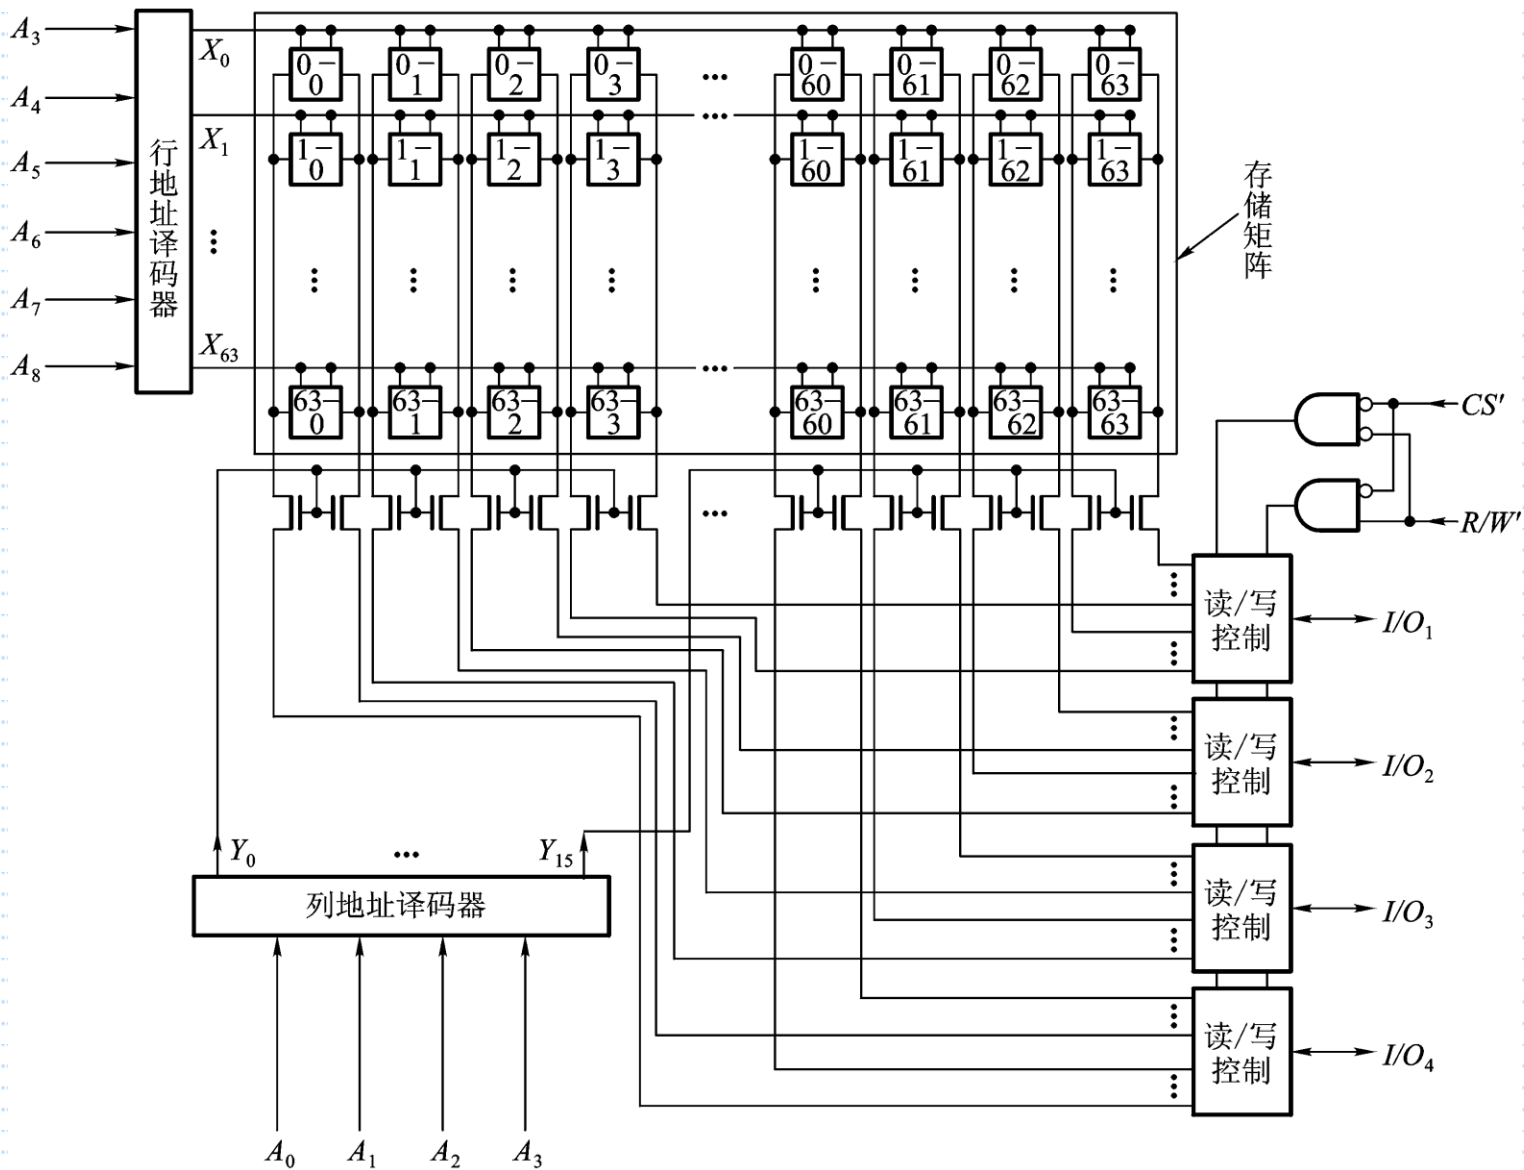 A3
A4
A5
A6
A7
A8
行地址译码器
X0
X1
X63
0-0
0-1
0-2
0-3
...
0-60
0-61
0-62
0-63
1-0
1-1
1-2
1-3
...
1-60
1-61
1-62
1-63
63-0
63-1
63-2
63-3
...
63-60
63-61
63-62
63-63
存储矩阵
CS'
R/W'
读/写
控制
I/O1
读/写
控制
I/O2
读/写
控制
I/O3
读/写
控制
I/O4
Y0
...
Y15
列地址译码器
A0
A1
A2
A3